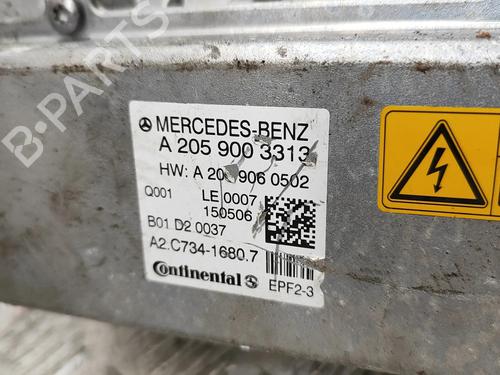 B-PARTS
MERCEDES-BENZ
A 205 900 3313
HW: A 205 906 0502
Q001 LE 0007
150506
B01 D2 0037
A2.C734-1680.7
Continental
EPF2-3